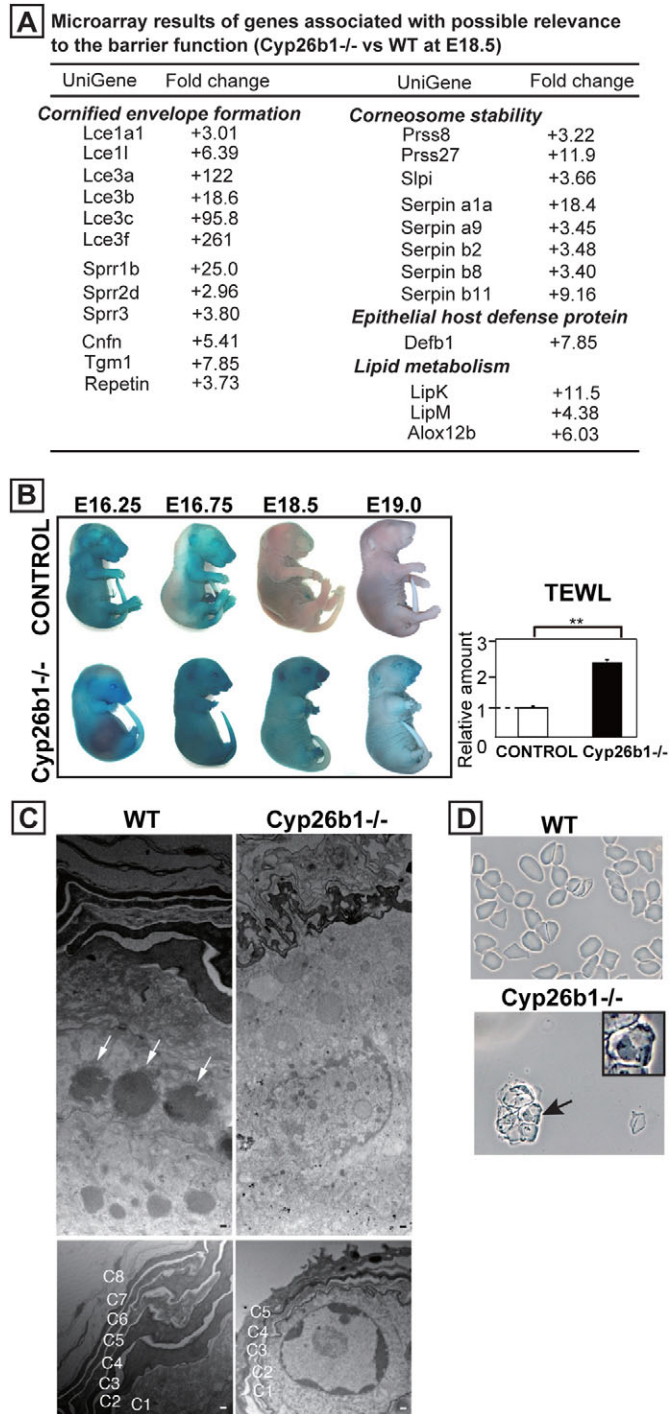 A Microarray results of genes associated with possible relevance
to the barrier function (Cyp26b1-/- vs WT at E18.5)
UniGene Fold change
Cornified envelope formation
Lce1a1 +3.01
Lce1l +6.39
Lce3a +122
Lce3b +18.6
Lce3c +95.8
Lce3f +261
Sprr1b +25.0
Sprr2d +2.96
Sprr3 +3.80
Cnfn +5.41
Tgm1 +7.85
Repetin +3.73
UniGene Fold change
Corneosome stability
Prss8 +3.22
Prss27 +11.9
Slpi +3.66
Serpin a1a +18.4
Serpin a9 +3.45
Serpin b2 +3.48
Serpin b8 +3.40
Serpin b11 +9.16
Epithelial host defense protein
Defb1 +7.85
Lipid metabolism
LipK +11.5
LipM +4.38
Alox12b +6.03
B
E16.25 E16.75 E18.5 E19.0
CONTROL
Cyp26b1-/-
TEWL
**
Relative amount
3
2
1
0
CONTROL Cyp26b1-/-
C
WT Cyp26b1-/-
C8
C7
C6
C5
C4
C3
C2 C1
C5
C4
C3
C2
C1
D
WT
Cyp26b1-/-